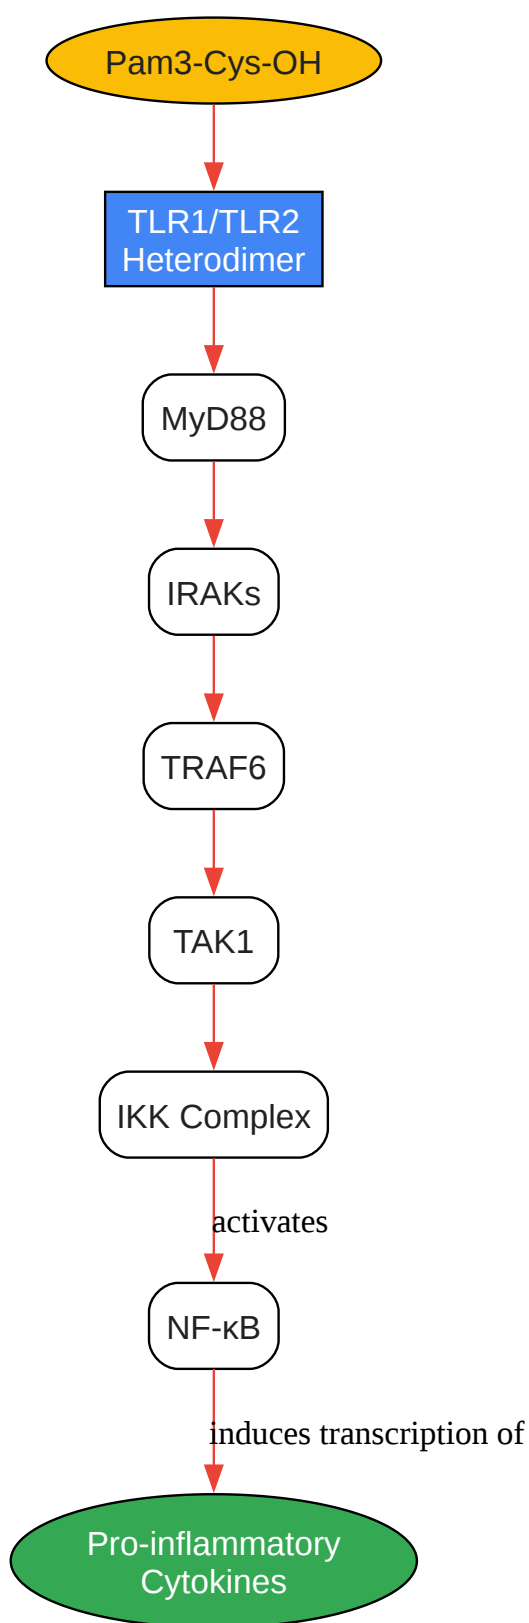 Pam3-Cys-OH
TLR1/TLR2
Heterodimer
MyD88
IRAKs
TRAF6
TAK1
IKK Complex
activates
NF-κB
induces transcription of
Pro-inflammatory
Cytokines